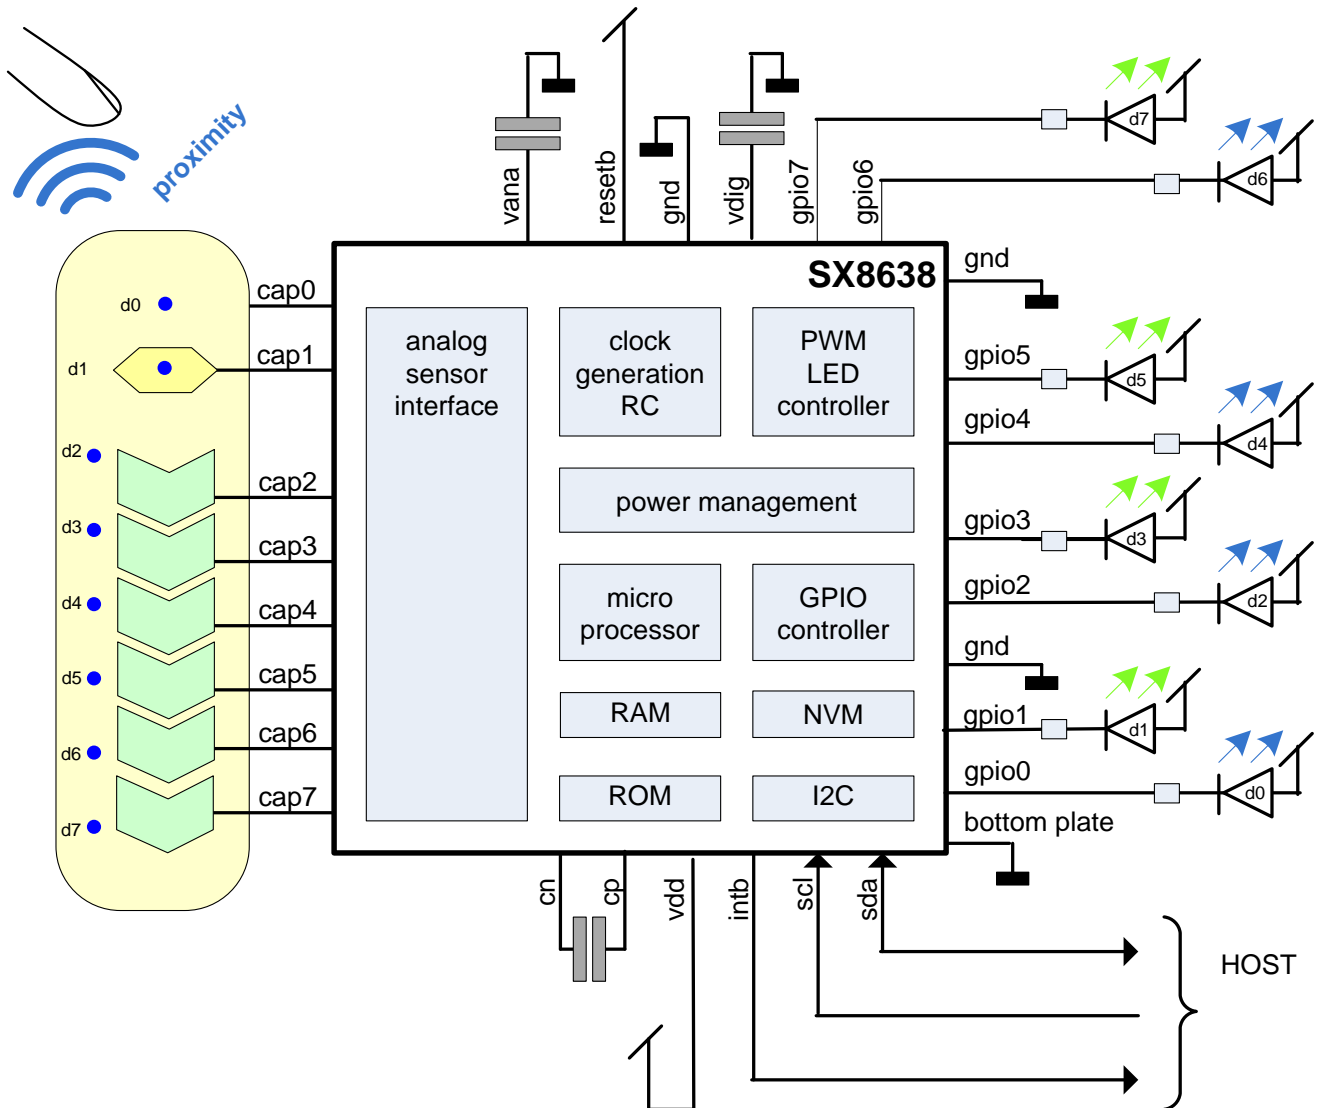 proximity
vana
resetb
gnd
vdig
gpio7
gpio6
d7
d6
SX8638
gnd
d0
cap0
d1
cap1
d2
cap2
d3
cap3
d4
cap4
d5
cap5
d6
cap6
d7
cap7
analog
sensor
interface
clock
generation
RC
PWM
LED
controller
power management
micro
processor
GPIO
controller
RAM
NVM
ROM
I2C
gpio5
d5
gpio4
d4
gpio3
d3
gpio2
d2
gnd
gpio1
d1
gpio0
d0
bottom plate
cn
cp
vdd
intb
scl
sda
HOST